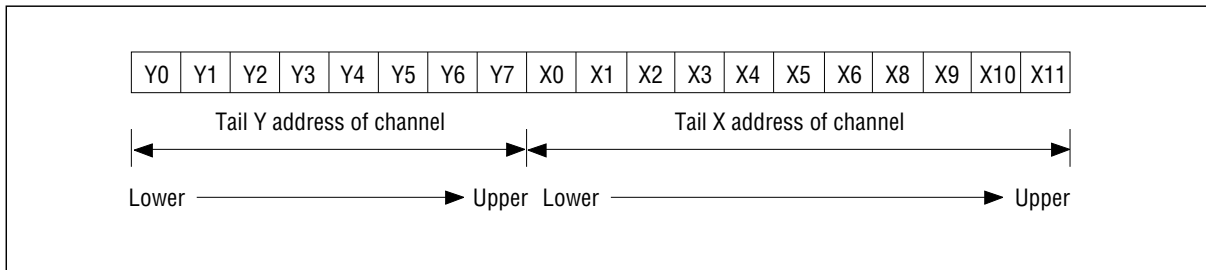 Y0 Y1 Y2 Y3 Y4 Y5 Y6 Y7 X0 X1 X2 X3 X4 X5 X6 X8 X9 X10 X11
Tail Y address of channel Tail X address of channel
Lower Upper Lower Upper